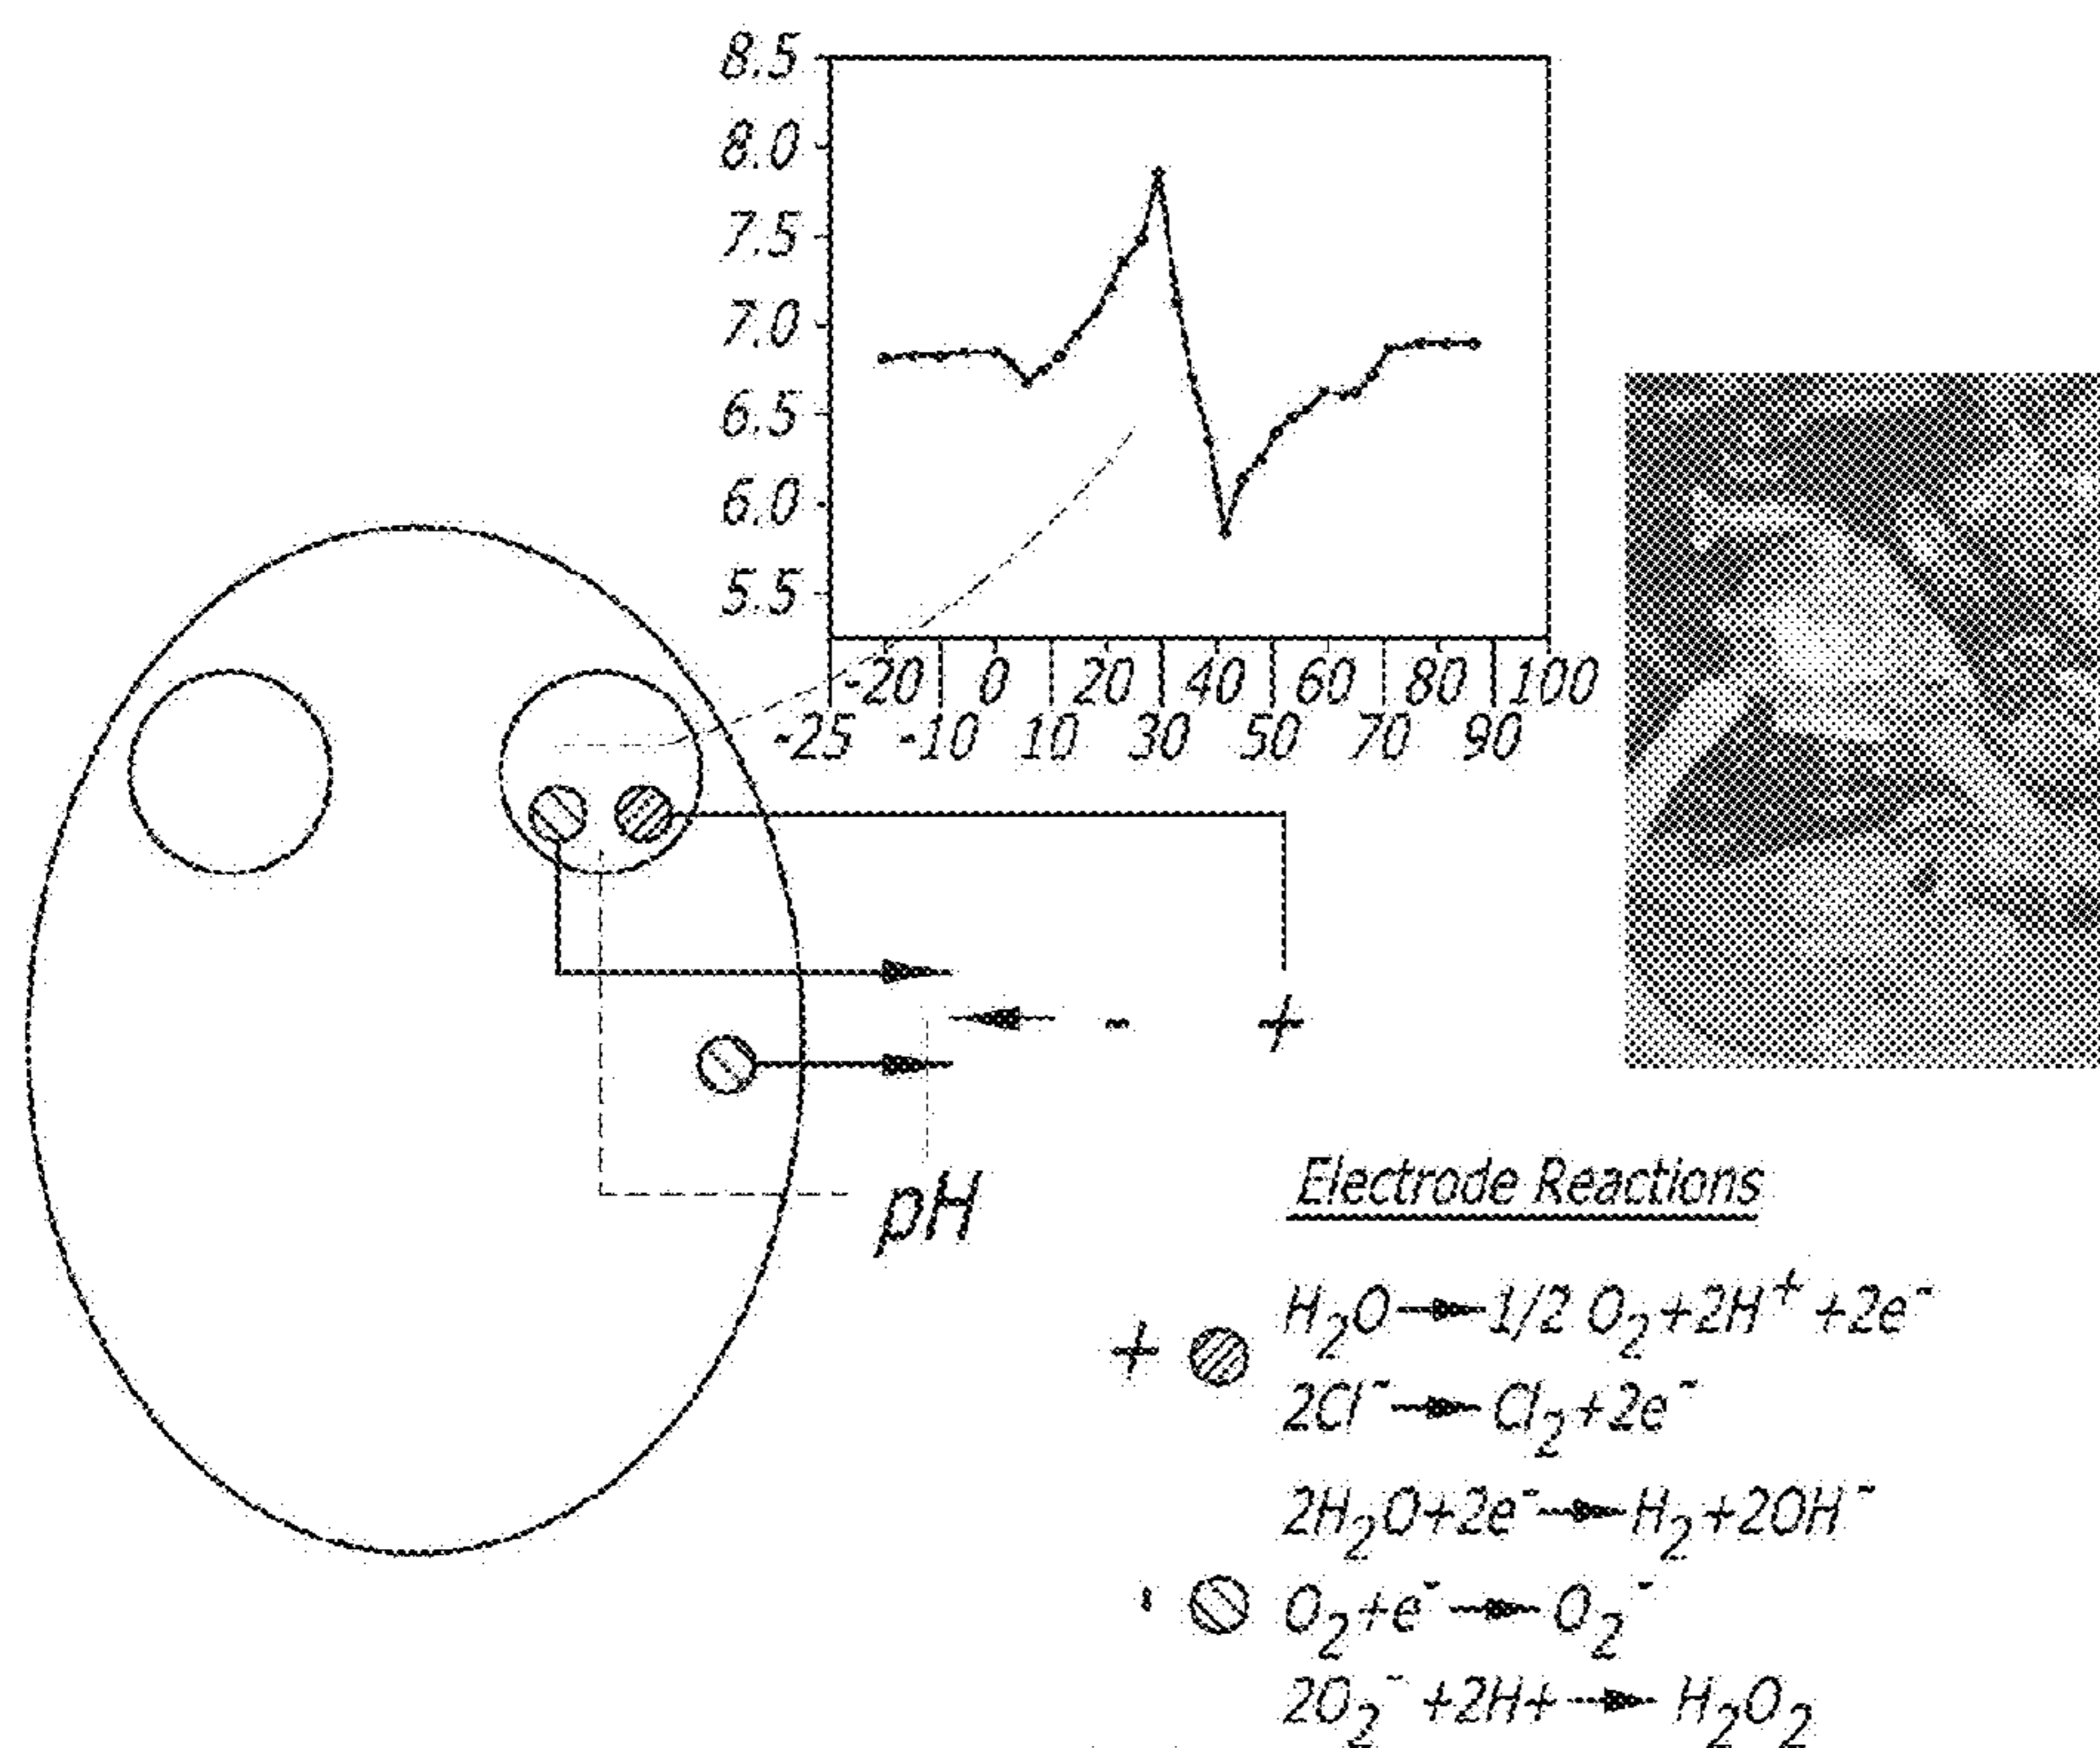 8.5
8.0
7.5
7.0
6.5
6.0
5.5
-20 0 20 40 60 80 100
-25 -10 10 30 50 70 90
- +
pH
Electrode Reactions
+
H₂O→1/2 O₂+2H⁺ +2e⁻
2Cl⁻→Cl₂+2e⁻
2H₂O+2e⁻→H₂+2OH⁻
O₂+e⁻→O₂⁻
2O₂⁻+2H+→H₂O₂